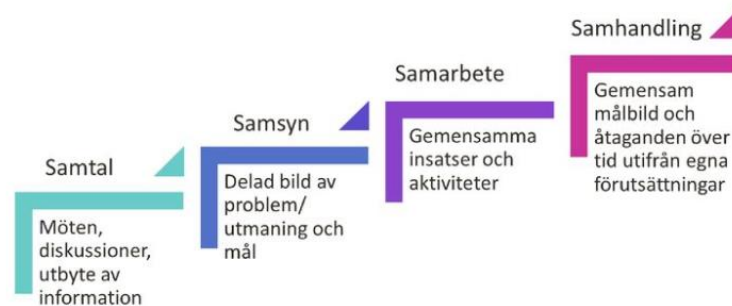 Samtal
Möten,
diskussioner,
utbyte av
information
Samsyn
Delad bild av
problem/
utmaning och
mål
Samarbete
Gemensamma
insatser och
aktiviteter
Samhandling
Gemensam
målbild och
åtaganden över
tid utifrån egna
förutsättningar